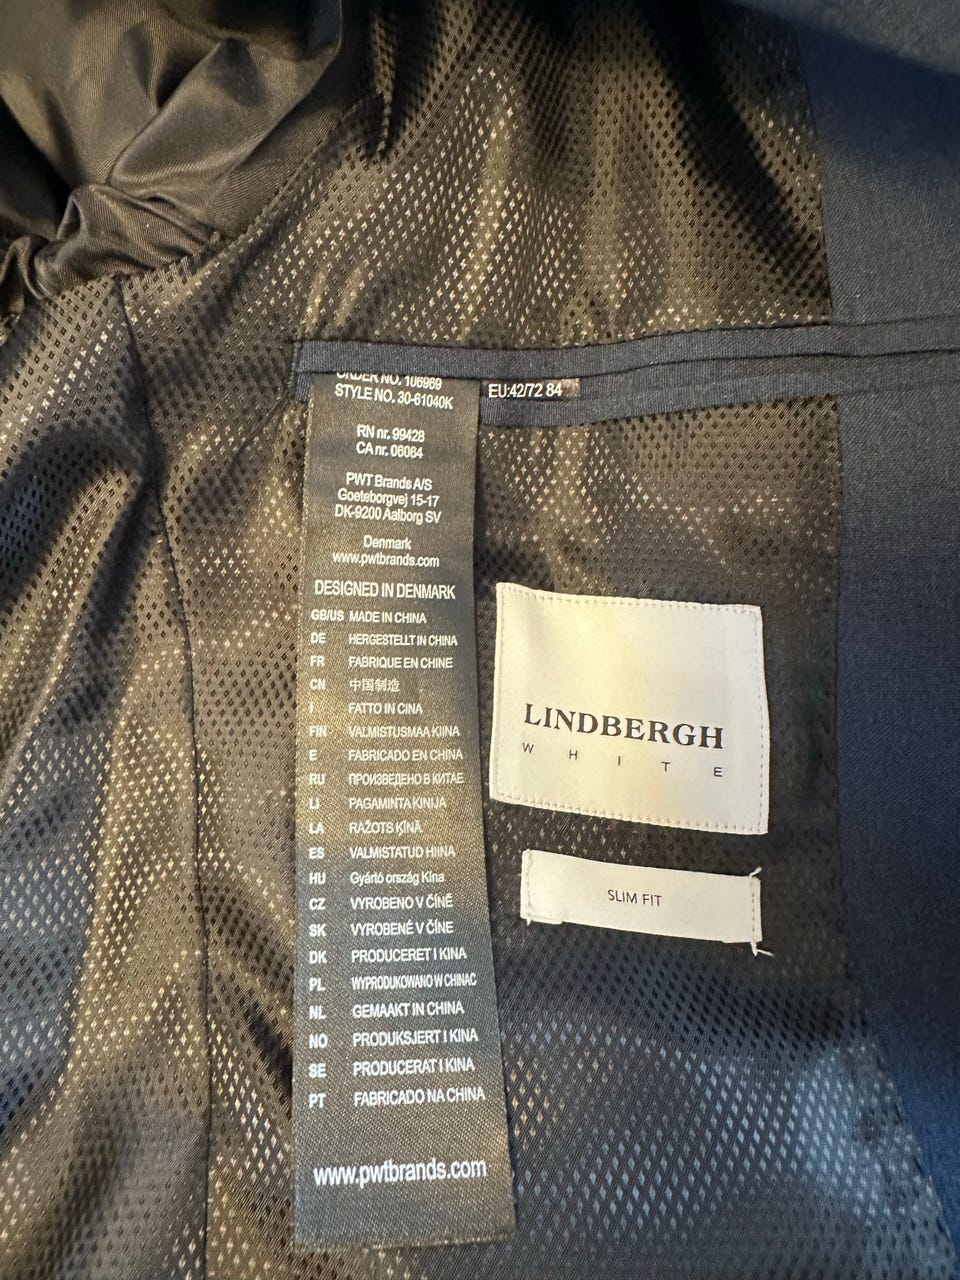 ORDER NO. 106969
STYLE NO. 30-61040K
EU:42/72 84
RN nr. 99428
CA nr. 06084
PWT Brands A/S
Goeteborgvej 15-17
DK-9200 Aalborg SV
Denmark
www.pwtbrands.com
DESIGNED IN DENMARK
GB/US MADE IN CHINA
DE HERGESTELLT IN CHINA
FR FABRIQUE EN CHINE
CN 中国制造
I FATTO IN CINA
FIN VALMISTUSMAA KIINA
E FABRICADO EN CHINA
RU ПРОИЗВЕДЕНО В КИТАЕ
LI PAGAMINTA KINIJA
LA RAŽOTS ĶĪNĀ
ES VALMISTATUD HIINA
HU Gyártó ország Kína
CZ VYROBENO V ČÍNĚ
SK VYROBENÉ V ČÍNE
DK PRODUCERET I KINA
PL WYPRODUKOWANO W CHINAC
NL GEMAAKT IN CHINA
NO PRODUKSJERT I KINA
SE PRODUCERAT I KINA
PT FABRICADO NA CHINA
www.pwtbrands.com
LINDBERGH
WHITE
SLIM FIT